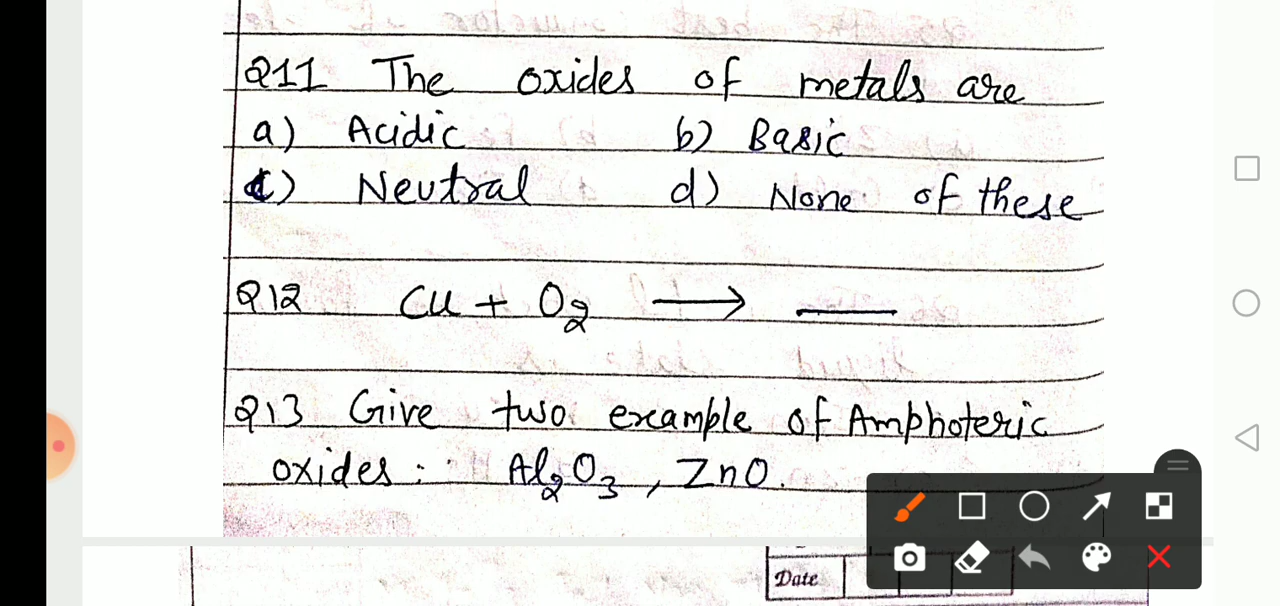 Q11 The oxides of metals are
a) Acidic b) Basic
c) Neutral d) None of these
Q12 Cu + O₂ ⟶ ____
Q13 Give two example of Amphoteric
oxides : Al₂O₃ , ZnO.
Date